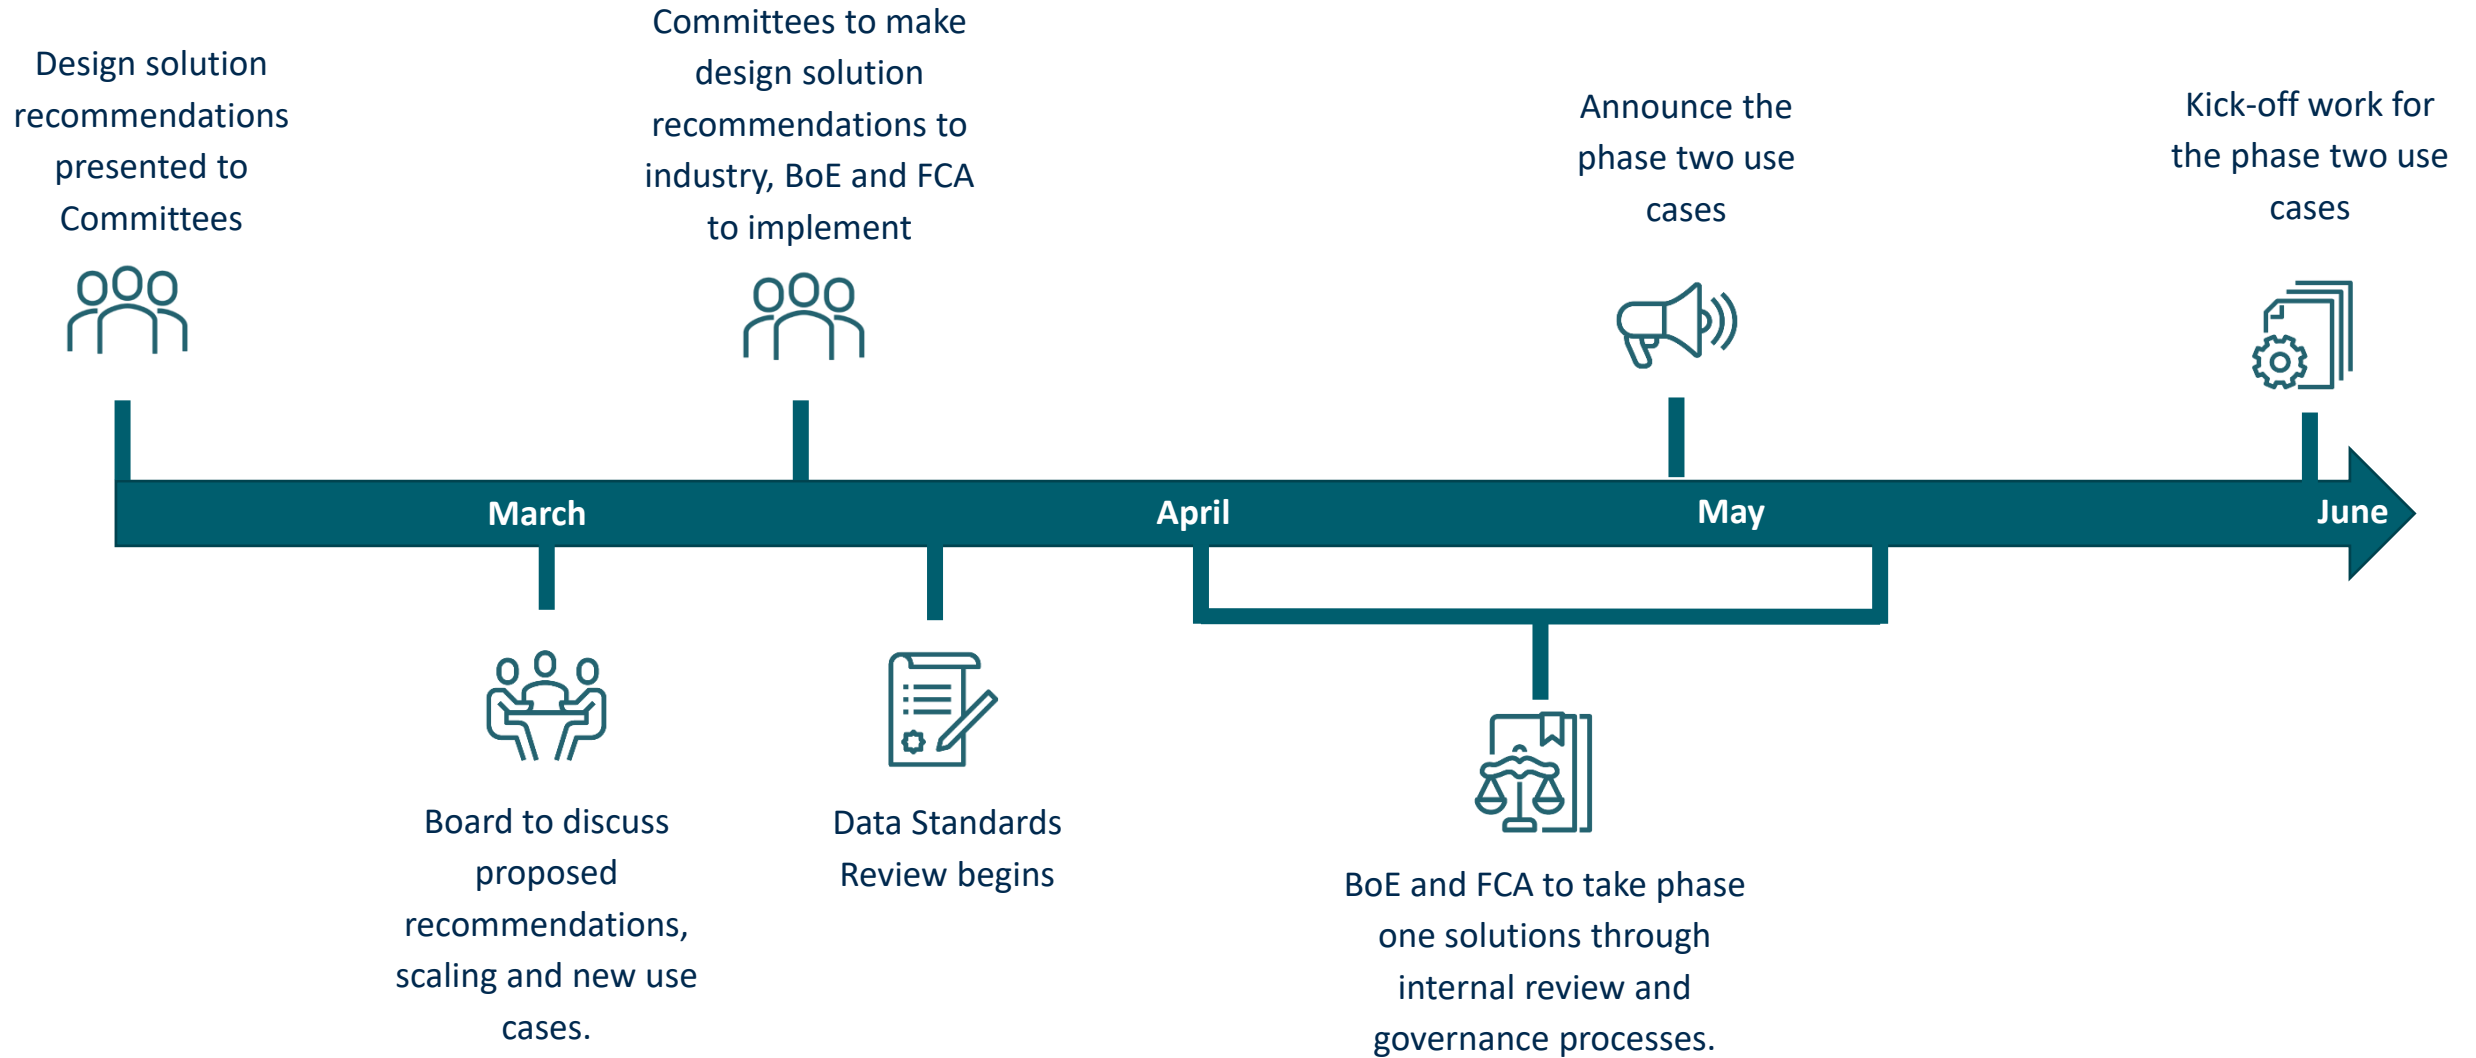 Design solution
recommendations
presented to
Committees
Committees to make
design solution
recommendations to
industry, BoE and FCA
to implement
Announce the
phase two use
cases
Kick-off work for
the phase two use
cases
March
April
May
June
Board to discuss
proposed
recommendations,
scaling and new use
cases.
Data Standards
Review begins
BoE and FCA to take phase
one solutions through
internal review and
governance processes.